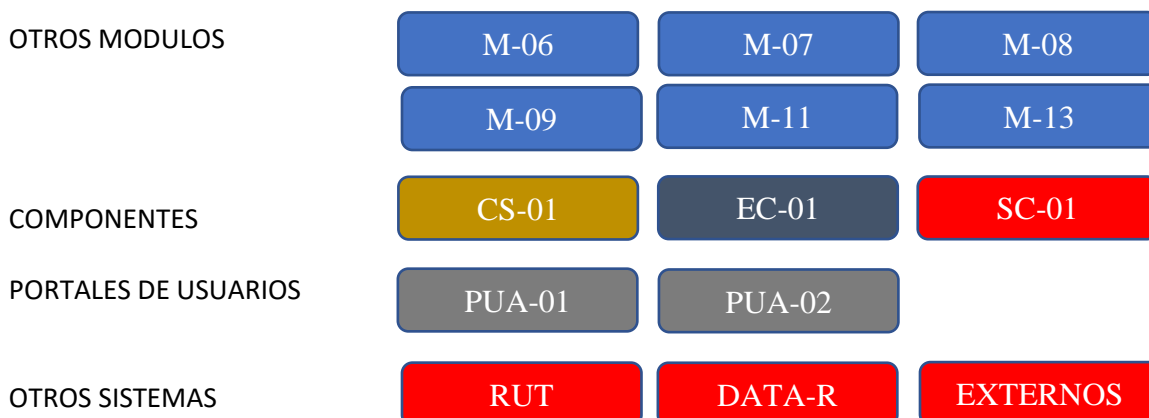 OTROS MODULOS M-06 M-07 M-08
M-09 M-11 M-13
COMPONENTES CS-01 EC-01 SC-01
PORTALES DE USUARIOS PUA-01 PUA-02
OTROS SISTEMAS RUT DATA-R EXTERNOS